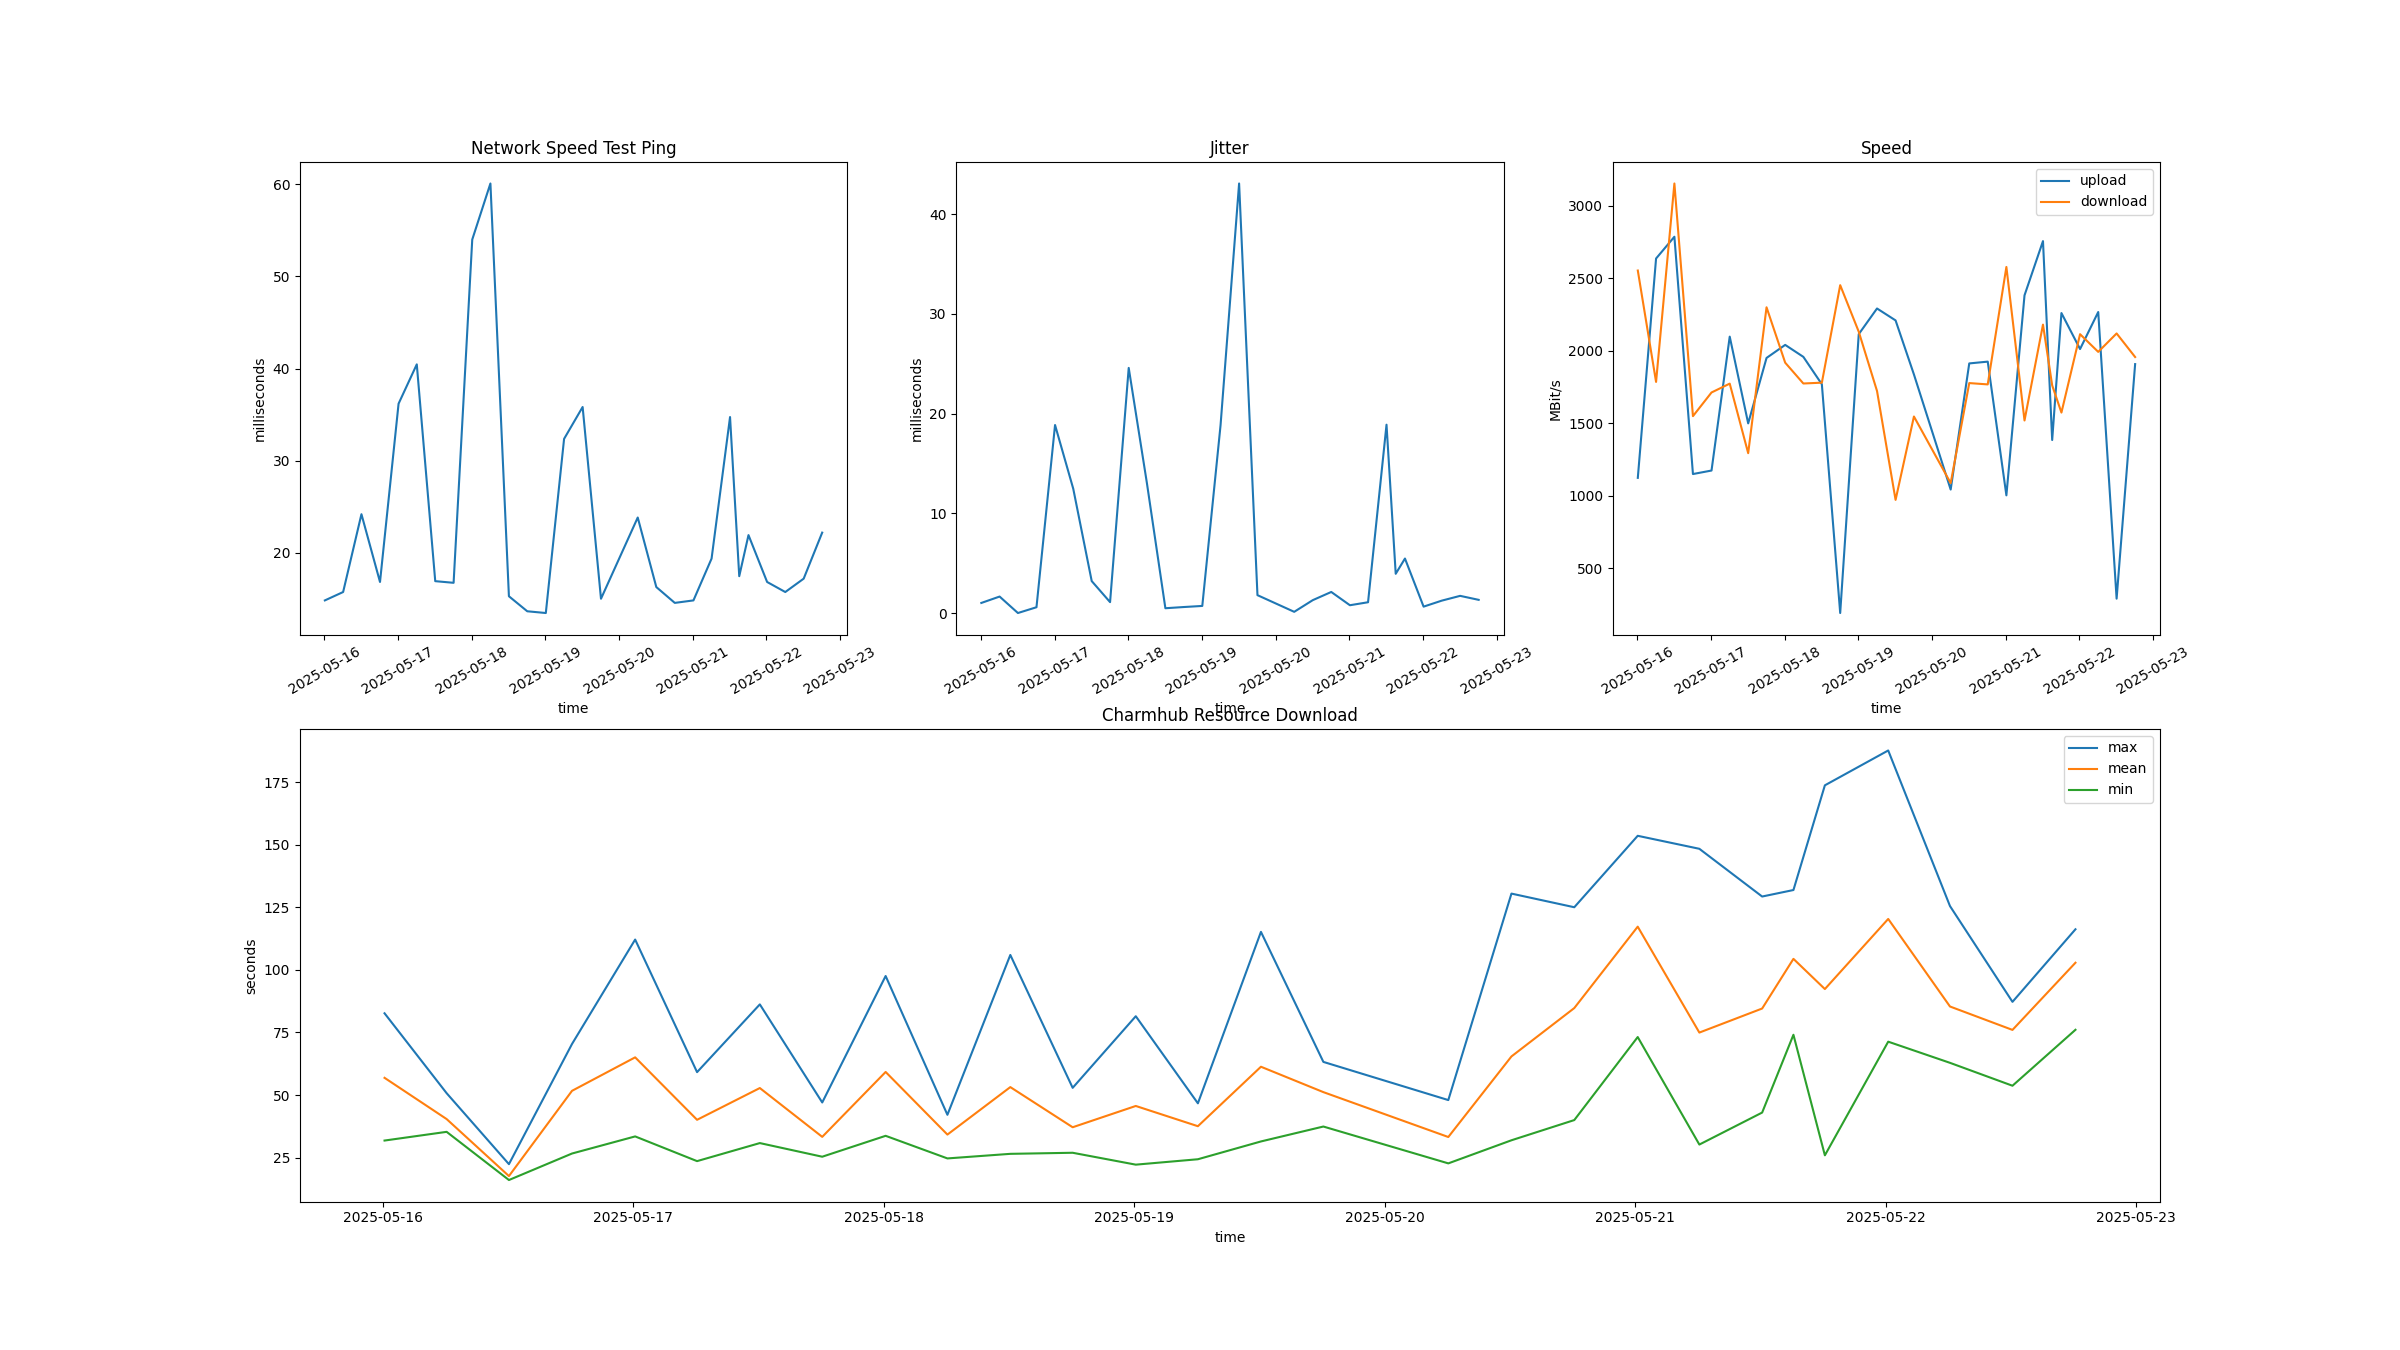 Network Speed Test Ping
milliseconds
60
50
40
30
20
2025-05-16 2025-05-17 2025-05-18 2025-05-19 2025-05-20 2025-05-21 2025-05-22 2025-05-23
time
Jitter
milliseconds
40
30
20
10
0
2025-05-16 2025-05-17 2025-05-18 2025-05-19 2025-05-20 2025-05-21 2025-05-22 2025-05-23
time
Speed
upload
download
MBit/s
3000
2500
2000
1500
1000
500
2025-05-16 2025-05-17 2025-05-18 2025-05-19 2025-05-20 2025-05-21 2025-05-22 2025-05-23
time
Charmhub Resource Download
max
mean
min
seconds
175
150
125
100
75
50
25
2025-05-16 2025-05-17 2025-05-18 2025-05-19 2025-05-20 2025-05-21 2025-05-22 2025-05-23
time